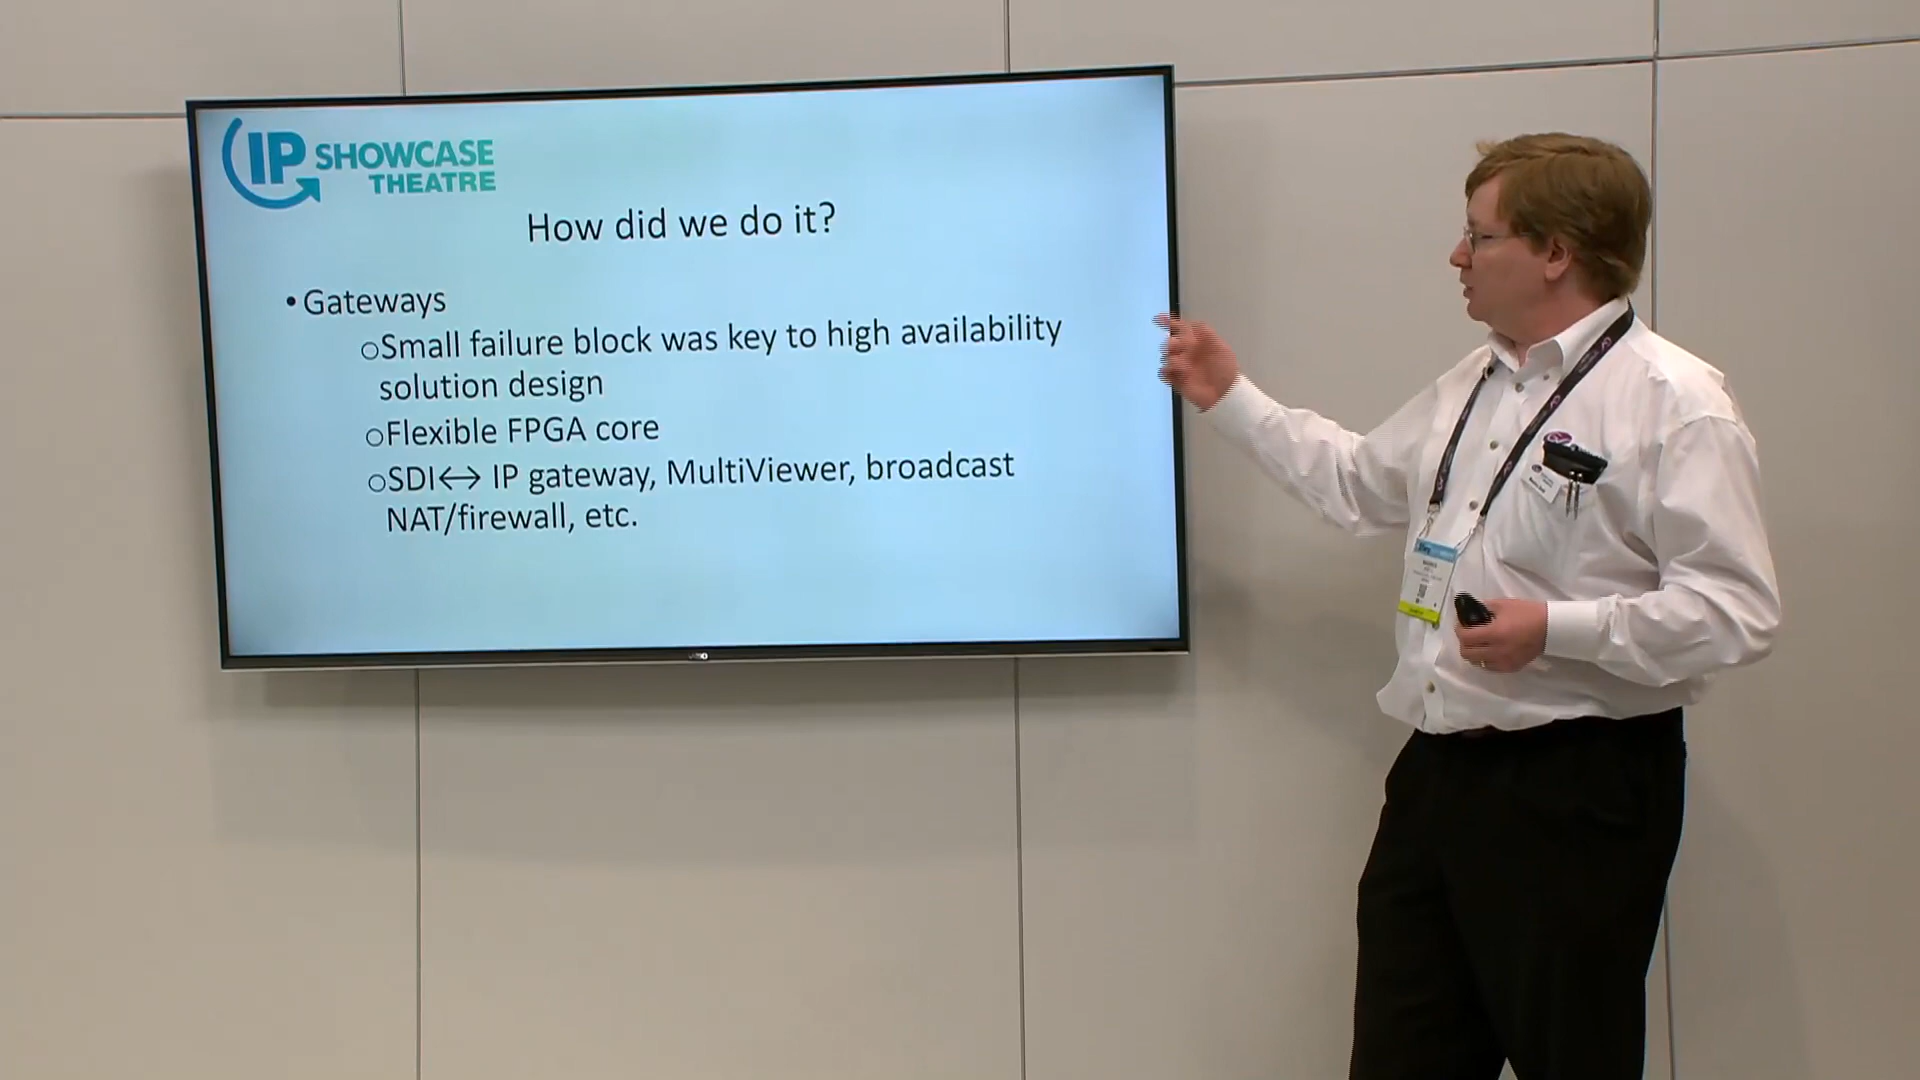 IP SHOWCASE
THEATRE
How did we do it?
• Gateways
○Small failure block was key to high availability
solution design
○Flexible FPGA core
○SDI↔ IP gateway, MultiViewer, broadcast
NAT/firewall, etc.